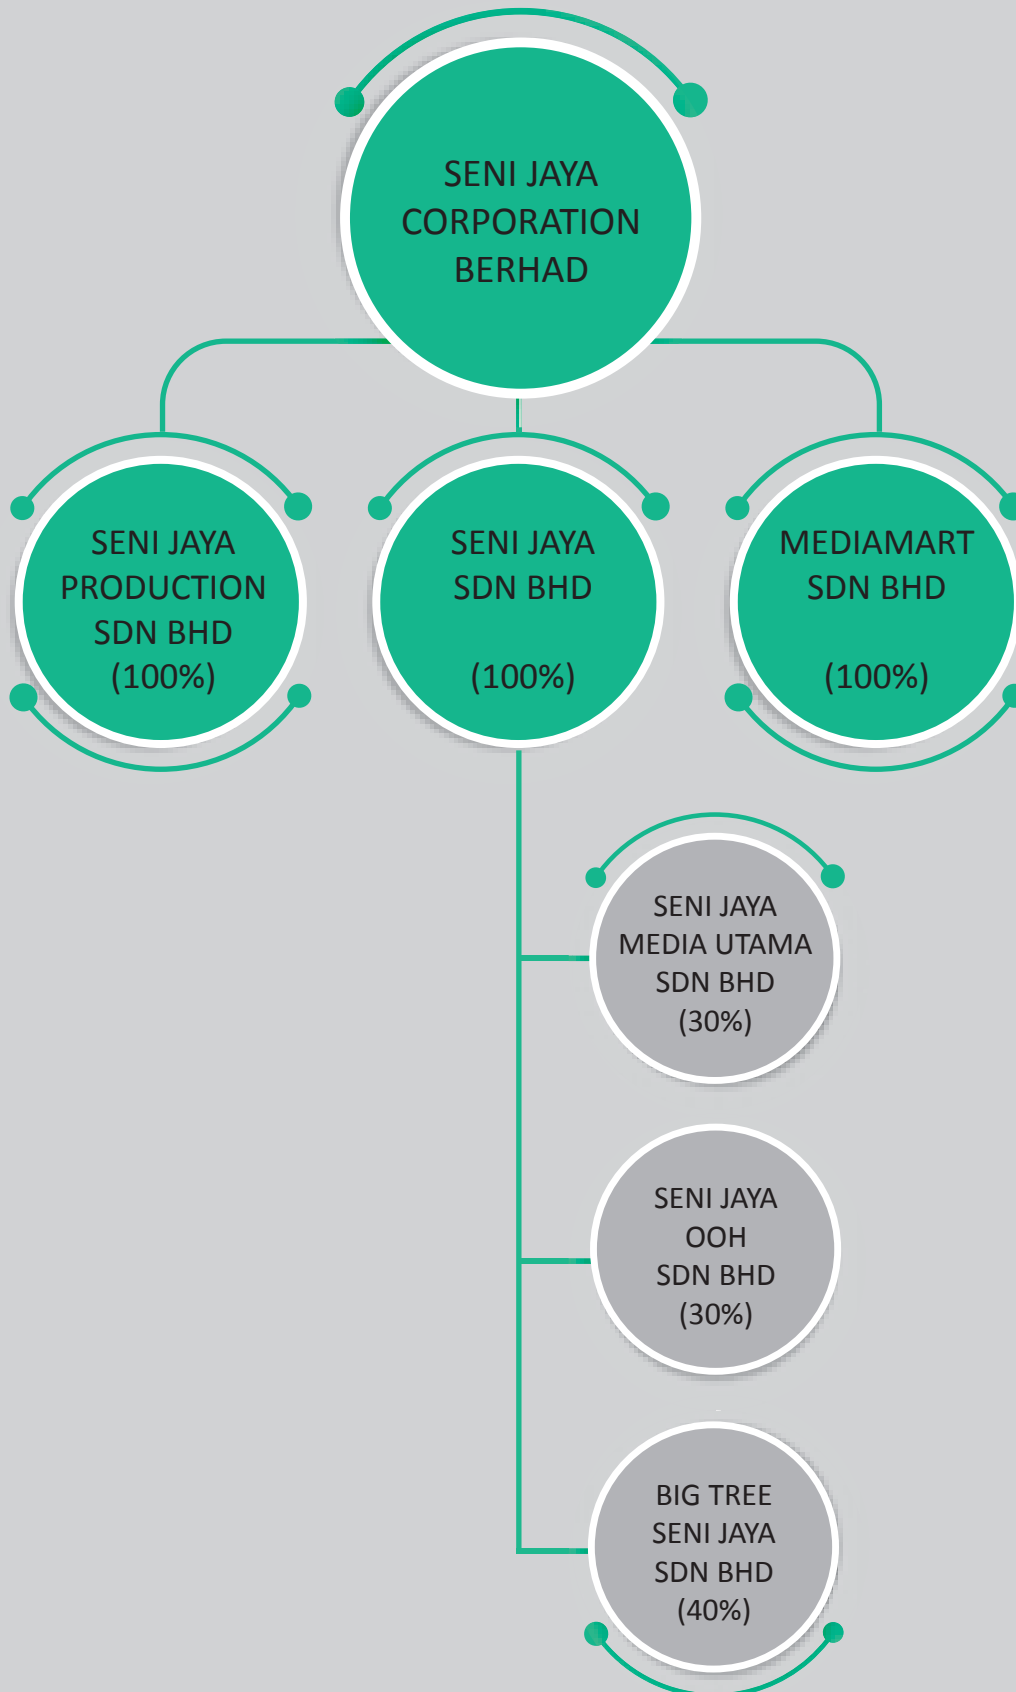 SENI JAYA
CORPORATION
BERHAD
SENI JAYA
PRODUCTION
SDN BHD
(100%)
SENI JAYA
SDN BHD
(100%)
MEDIAMART
SDN BHD
(100%)
SENI JAYA
MEDIA UTAMA
SDN BHD
(30%)
SENI JAYA
OOH
SDN BHD
(30%)
BIG TREE
SENI JAYA
SDN BHD
(40%)